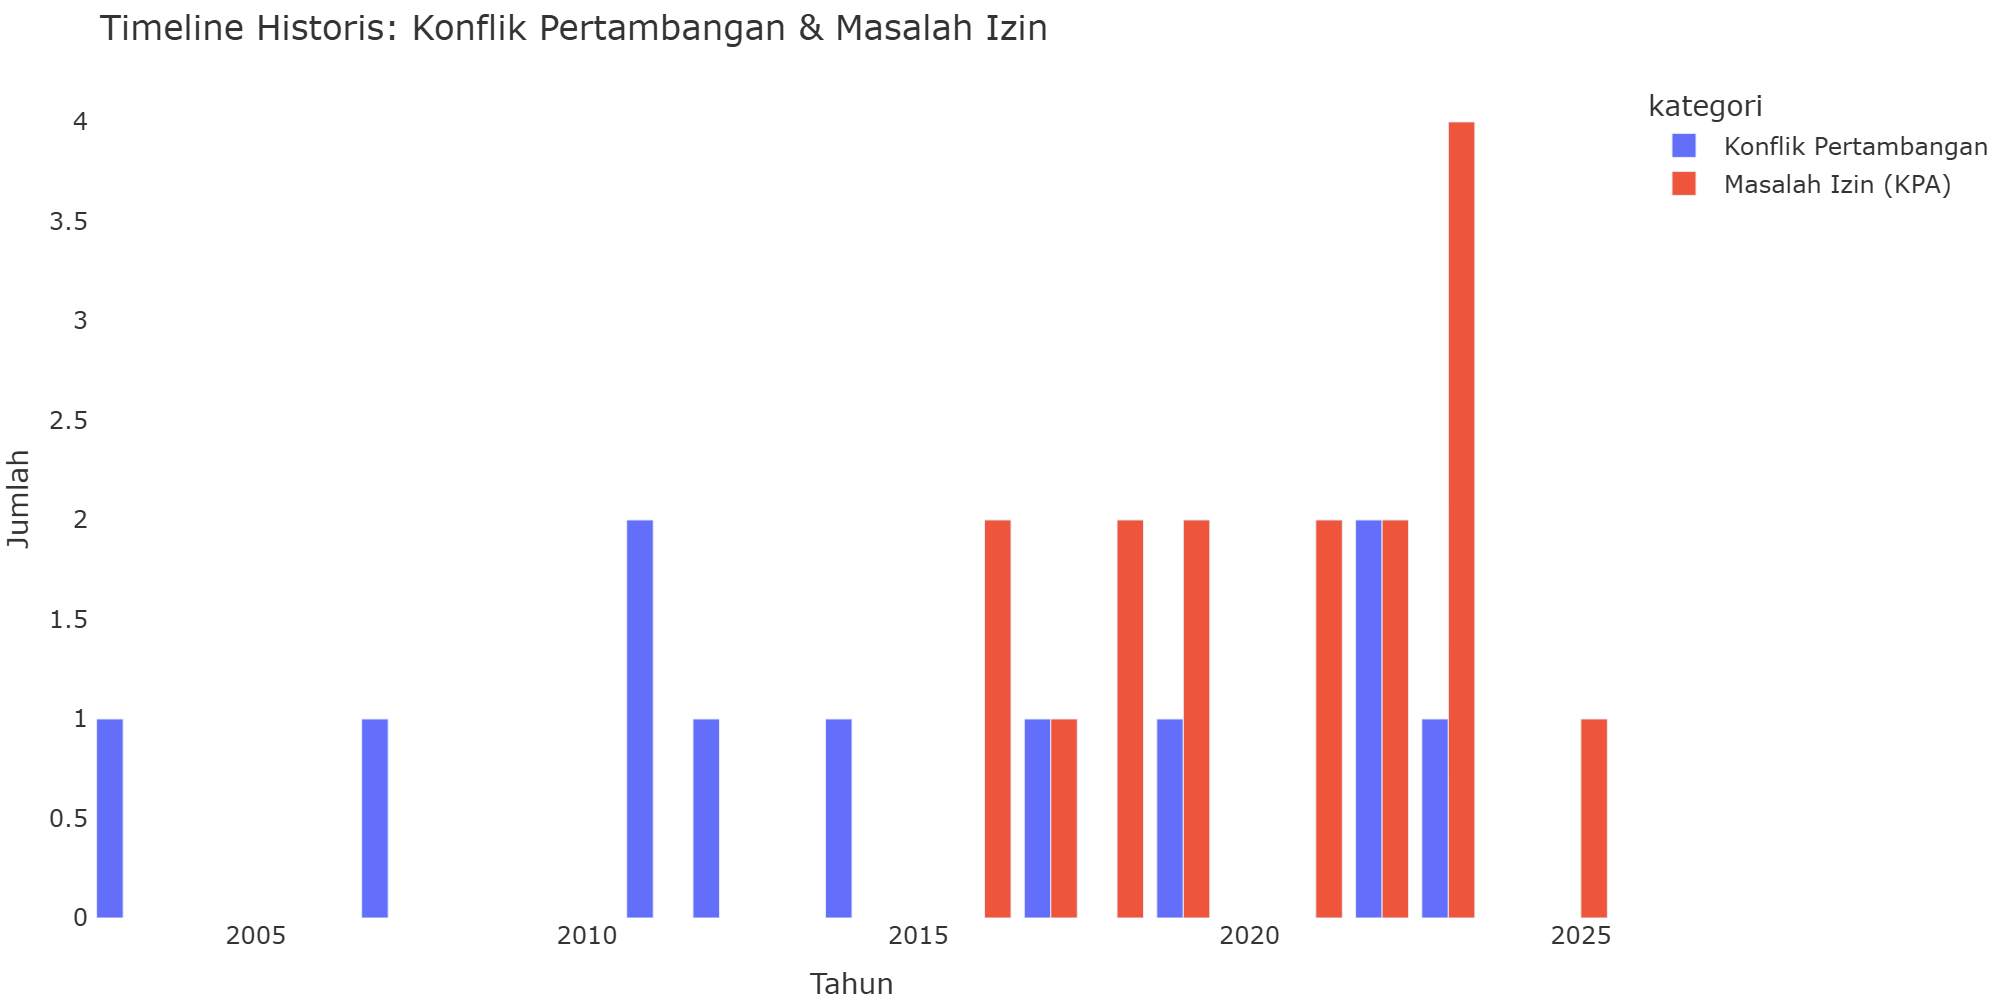 Timeline Historis: Konflik Pertambangan & Masalah Izin
kategori
Konflik Pertambangan
Masalah Izin (KPA)
4
3.5
3
2.5
2
1.5
1
0.5
0
Jumlah
2005
2010
2015
2020
2025
Tahun